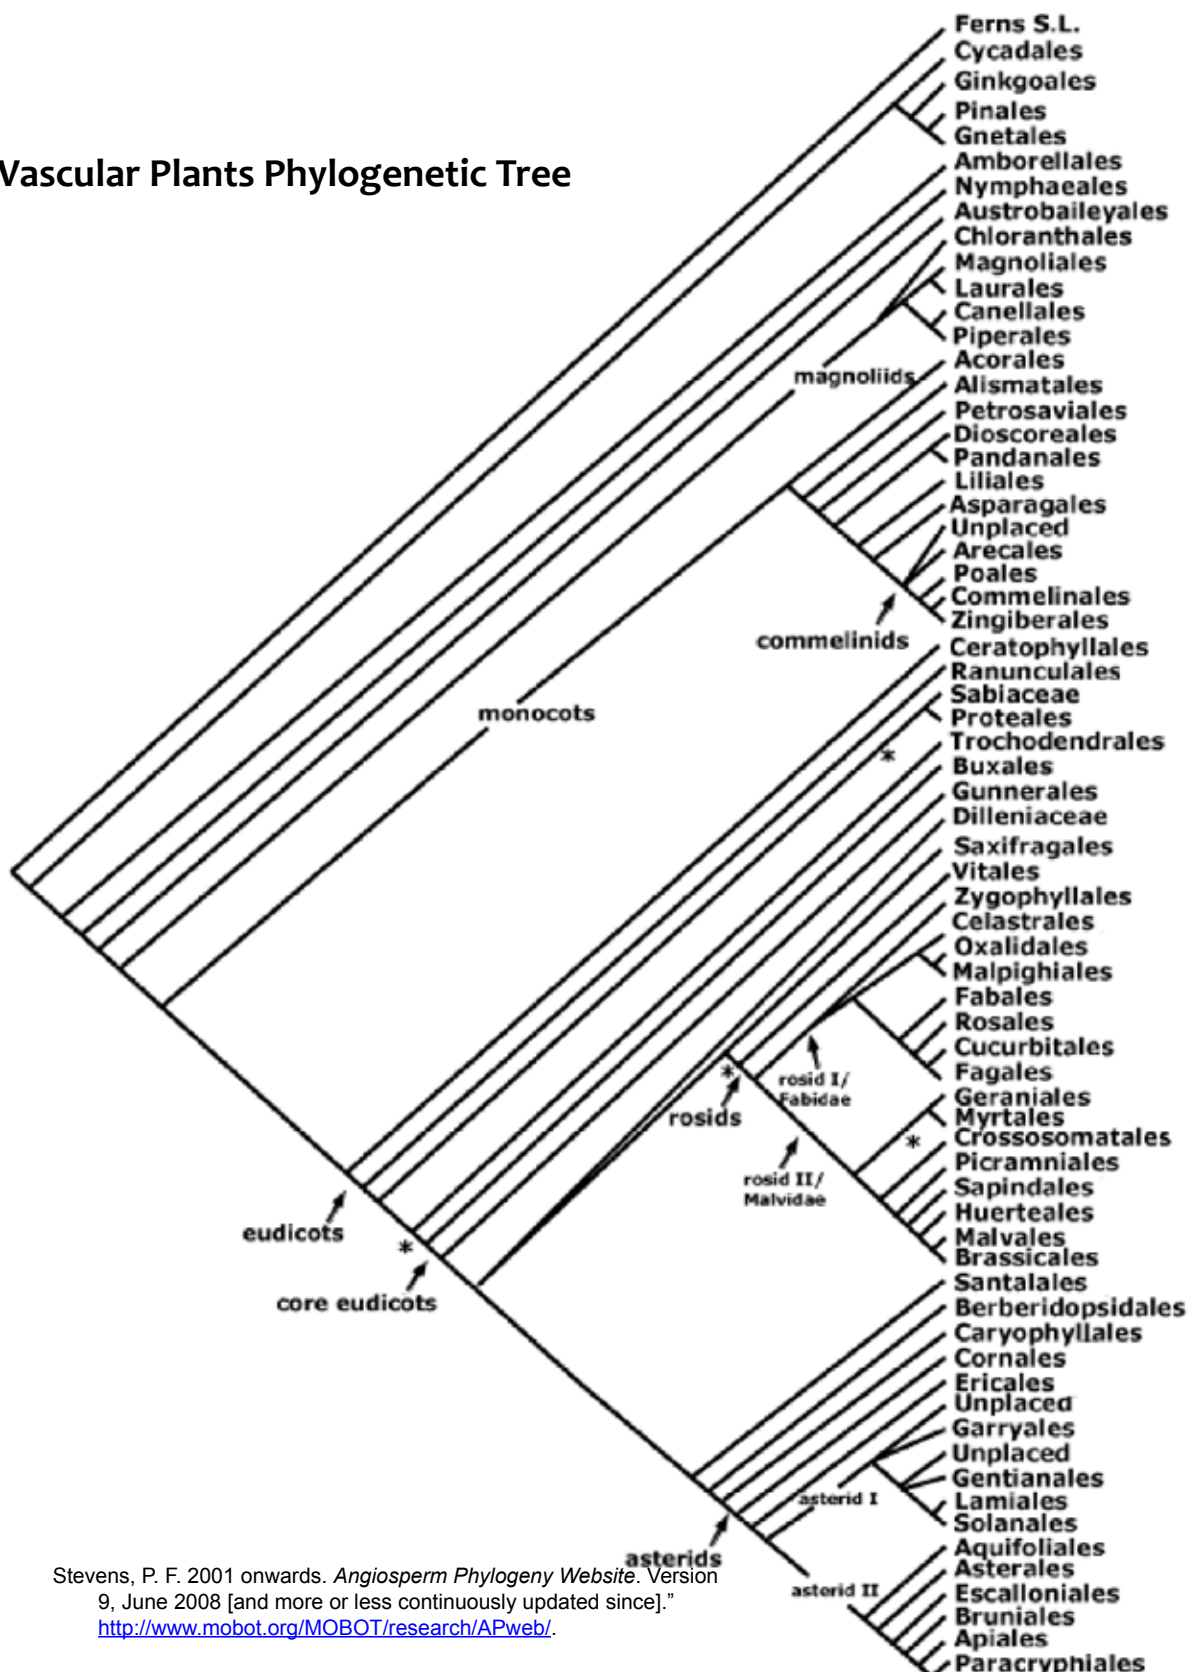 Ferns S.L.
Cycadales
Ginkgoales
Pinales
Gnetales
Vascular Plants Phylogenetic Tree
Amborellales
Nymphaeales
Austrobaileyales
Chloranthales
Magnoliales
Laurales
Canellales
Piperales
Acorales
magnoliids
Alismatales
Petrosaviales
Dioscoreales
Pandanales
Liliales
Asparagales
Unplaced
Arecales
Poales
Commelinales
Zingiberales
commelinids
Ceratophyllales
Ranunculales
Sabiaceae
monocots
Proteales
Trochodendrales
*
Buxales
Gunnerales
Dilleniaceae
Saxifragales
Vitales
Zygophyllales
Celastrales
Oxalidales
Malpighiales
Fabales
Rosales
Cucurbitales
Fagales
*
rosid I/
Fabidae
rosids
Geraniales
Myrtales
Crossosomatales
*
Picramniales
rosid II/
Malvidae
Sapindales
Huerteales
Malvales
Brassicales
eudicots
*
core eudicots
Santalales
Berberidopsidales
Caryophyllales
Cornales
Ericales
Unplaced
Garryales
Unplaced
Gentianales
asterid I
Lamiales
Solanales
Aquifoliales
asterids
Asterales
asterid II
Escalloniales
Bruniales
Apiales
Paracryphiales
Stevens, P. F. 2001 onwards. Angiosperm Phylogeny Website. Version
9, June 2008 [and more or less continuously updated since].”
http://www.mobot.org/MOBOT/research/APweb/.